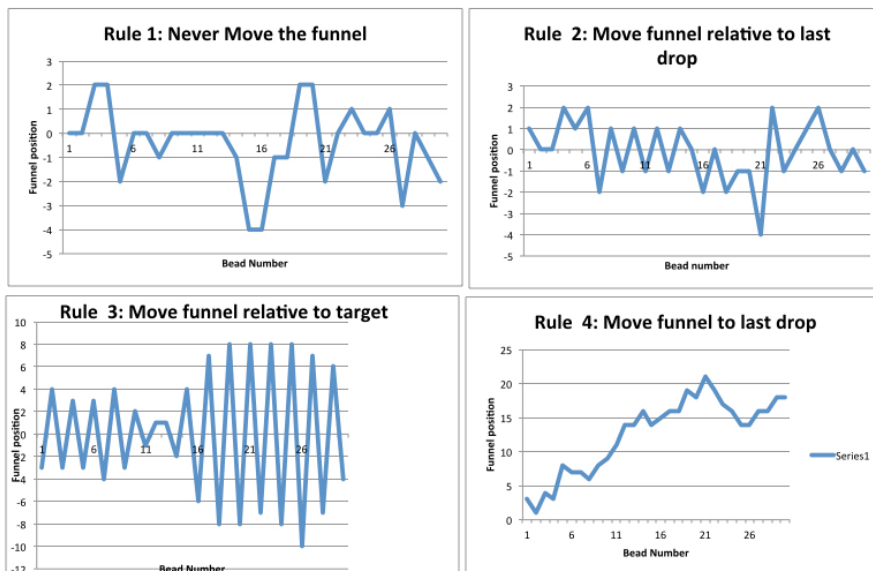 Rule 1: Never Move the funnel
3
2
1
0
-1
-2
-3
-4
-5
1 6 11 16 21 26
Funnel position
Bead Number
Rule 2: Move funnel relative to last
drop
3
2
1
0
-1
-2
-3
-4
-5
1 6 11 16 21 26
Funnel position
Bead number
Rule 3: Move funnel relative to target
10
8
6
4
2
0
-2
-4
-6
-8
-10
-12
1 6 11 16 21 26
Funnel position
Bead Number
Rule 4: Move funnel to last drop
25
20
15
10
5
0
1 6 11 16 21 26
Funnel position
Bead Number
Series1